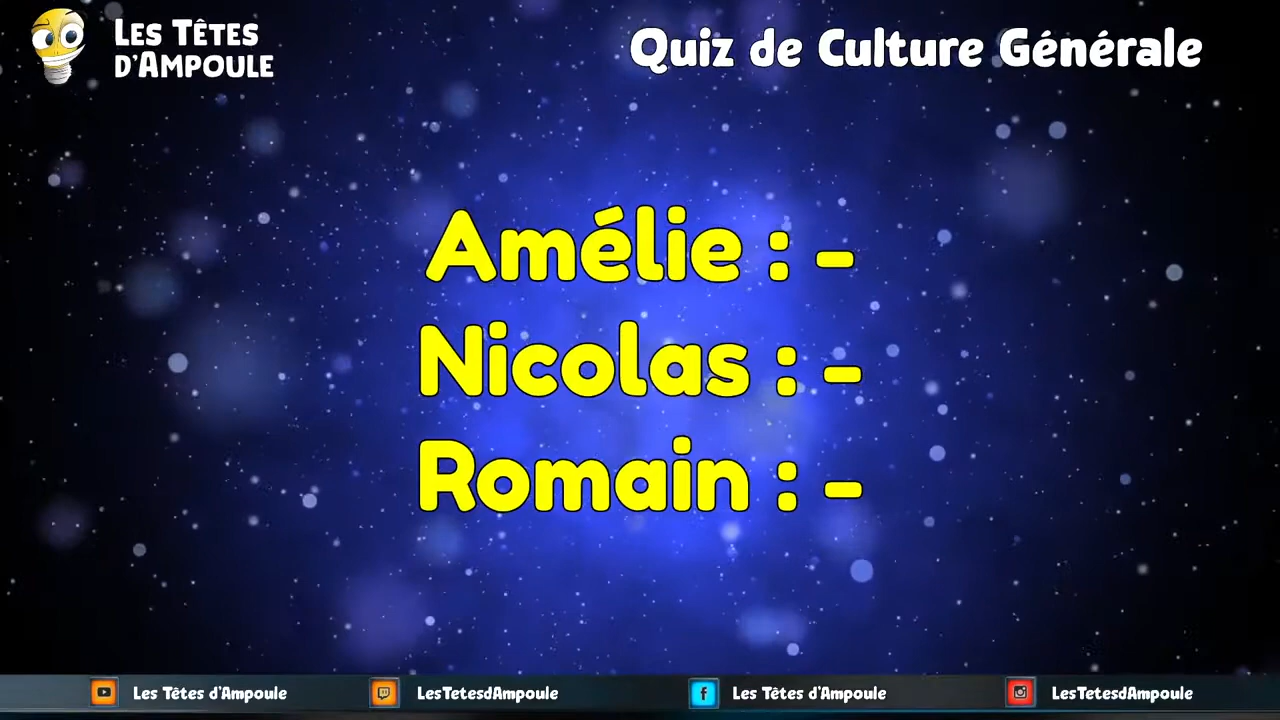 LES TÊTES
D'AMPOULE
Quiz de Culture Générale
Amélie : -
Nicolas : -
Romain : -
Les Têtes d'Ampoule
LesTetesdAmpoule
Les Têtes d'Ampoule
LesTetesdAmpoule